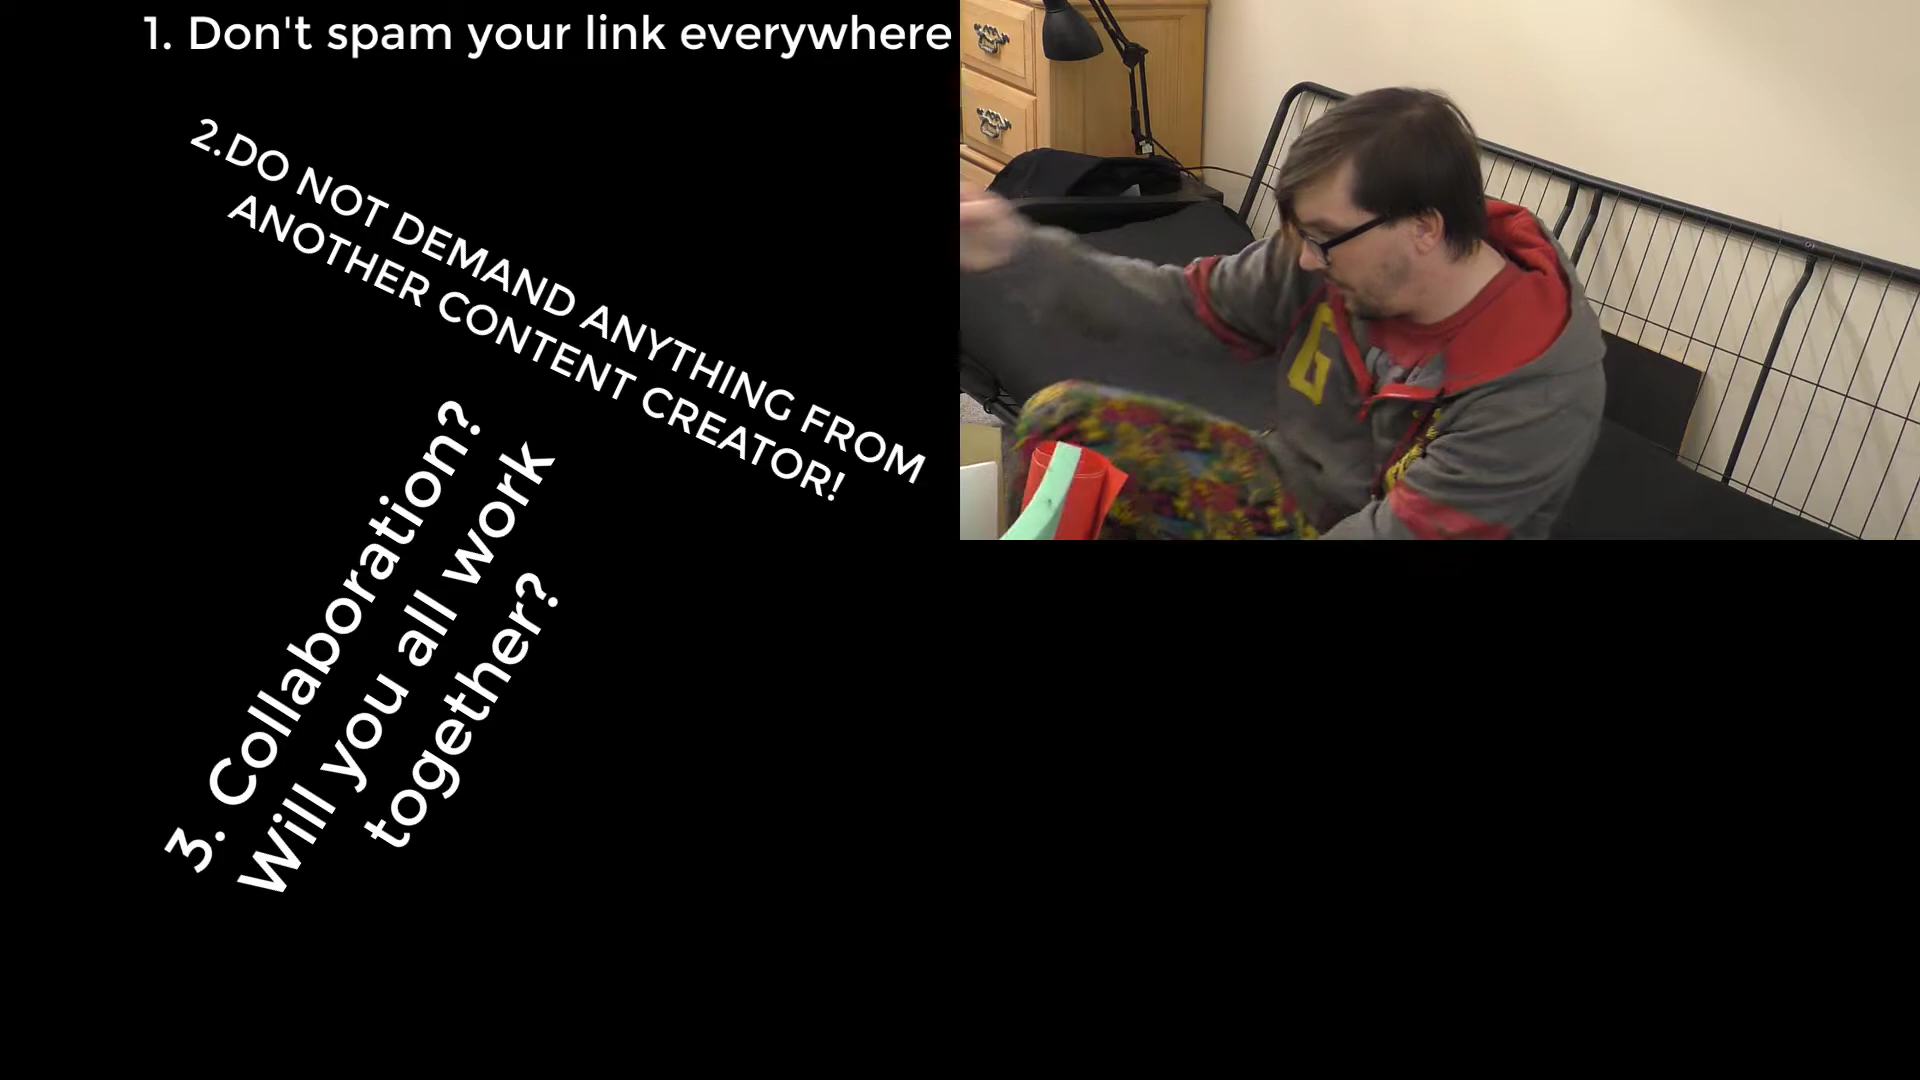 1. Don't spam your link everywhere
2.DO NOT DEMAND ANYTHING FROM
ANOTHER CONTENT CREATOR!
3. Collaboration?
Will you all work
together?
G